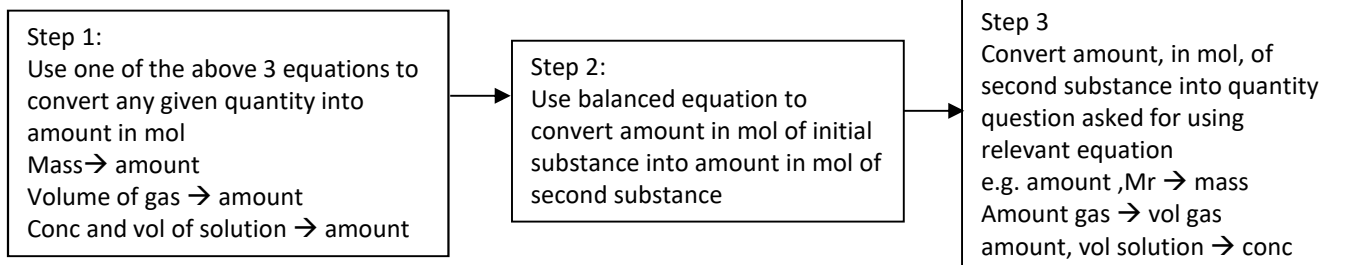 Step 1:
Use one of the above 3 equations to
convert any given quantity into
amount in mol
Mass→ amount
Volume of gas → amount
Conc and vol of solution → amount
Step 2:
Use balanced equation to
convert amount in mol of initial
substance into amount in mol of
second substance
Step 3
Convert amount, in mol, of
second substance into quantity
question asked for using
relevant equation
e.g. amount ,Mr → mass
Amount gas → vol gas
amount, vol solution → conc